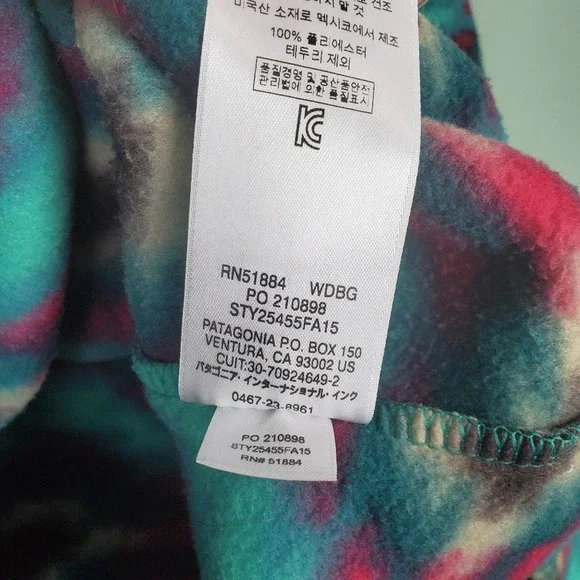 지 말 것
미국산 소재로 멕시코에서 제조
100% 폴리에스터
테두리 제외
품질경영 및 공산품안전
관리법에 의한 품질표시
RN51884 WDBG
PO 210898
STY25455FA15
PATAGONIA P.O. BOX 150
VENTURA, CA 93002 US
CUIT:30-70924649-2
パタゴニア・インターナショナル・インク
0467-23-8961
PO 210898
STY25455FA15
RN# 51884